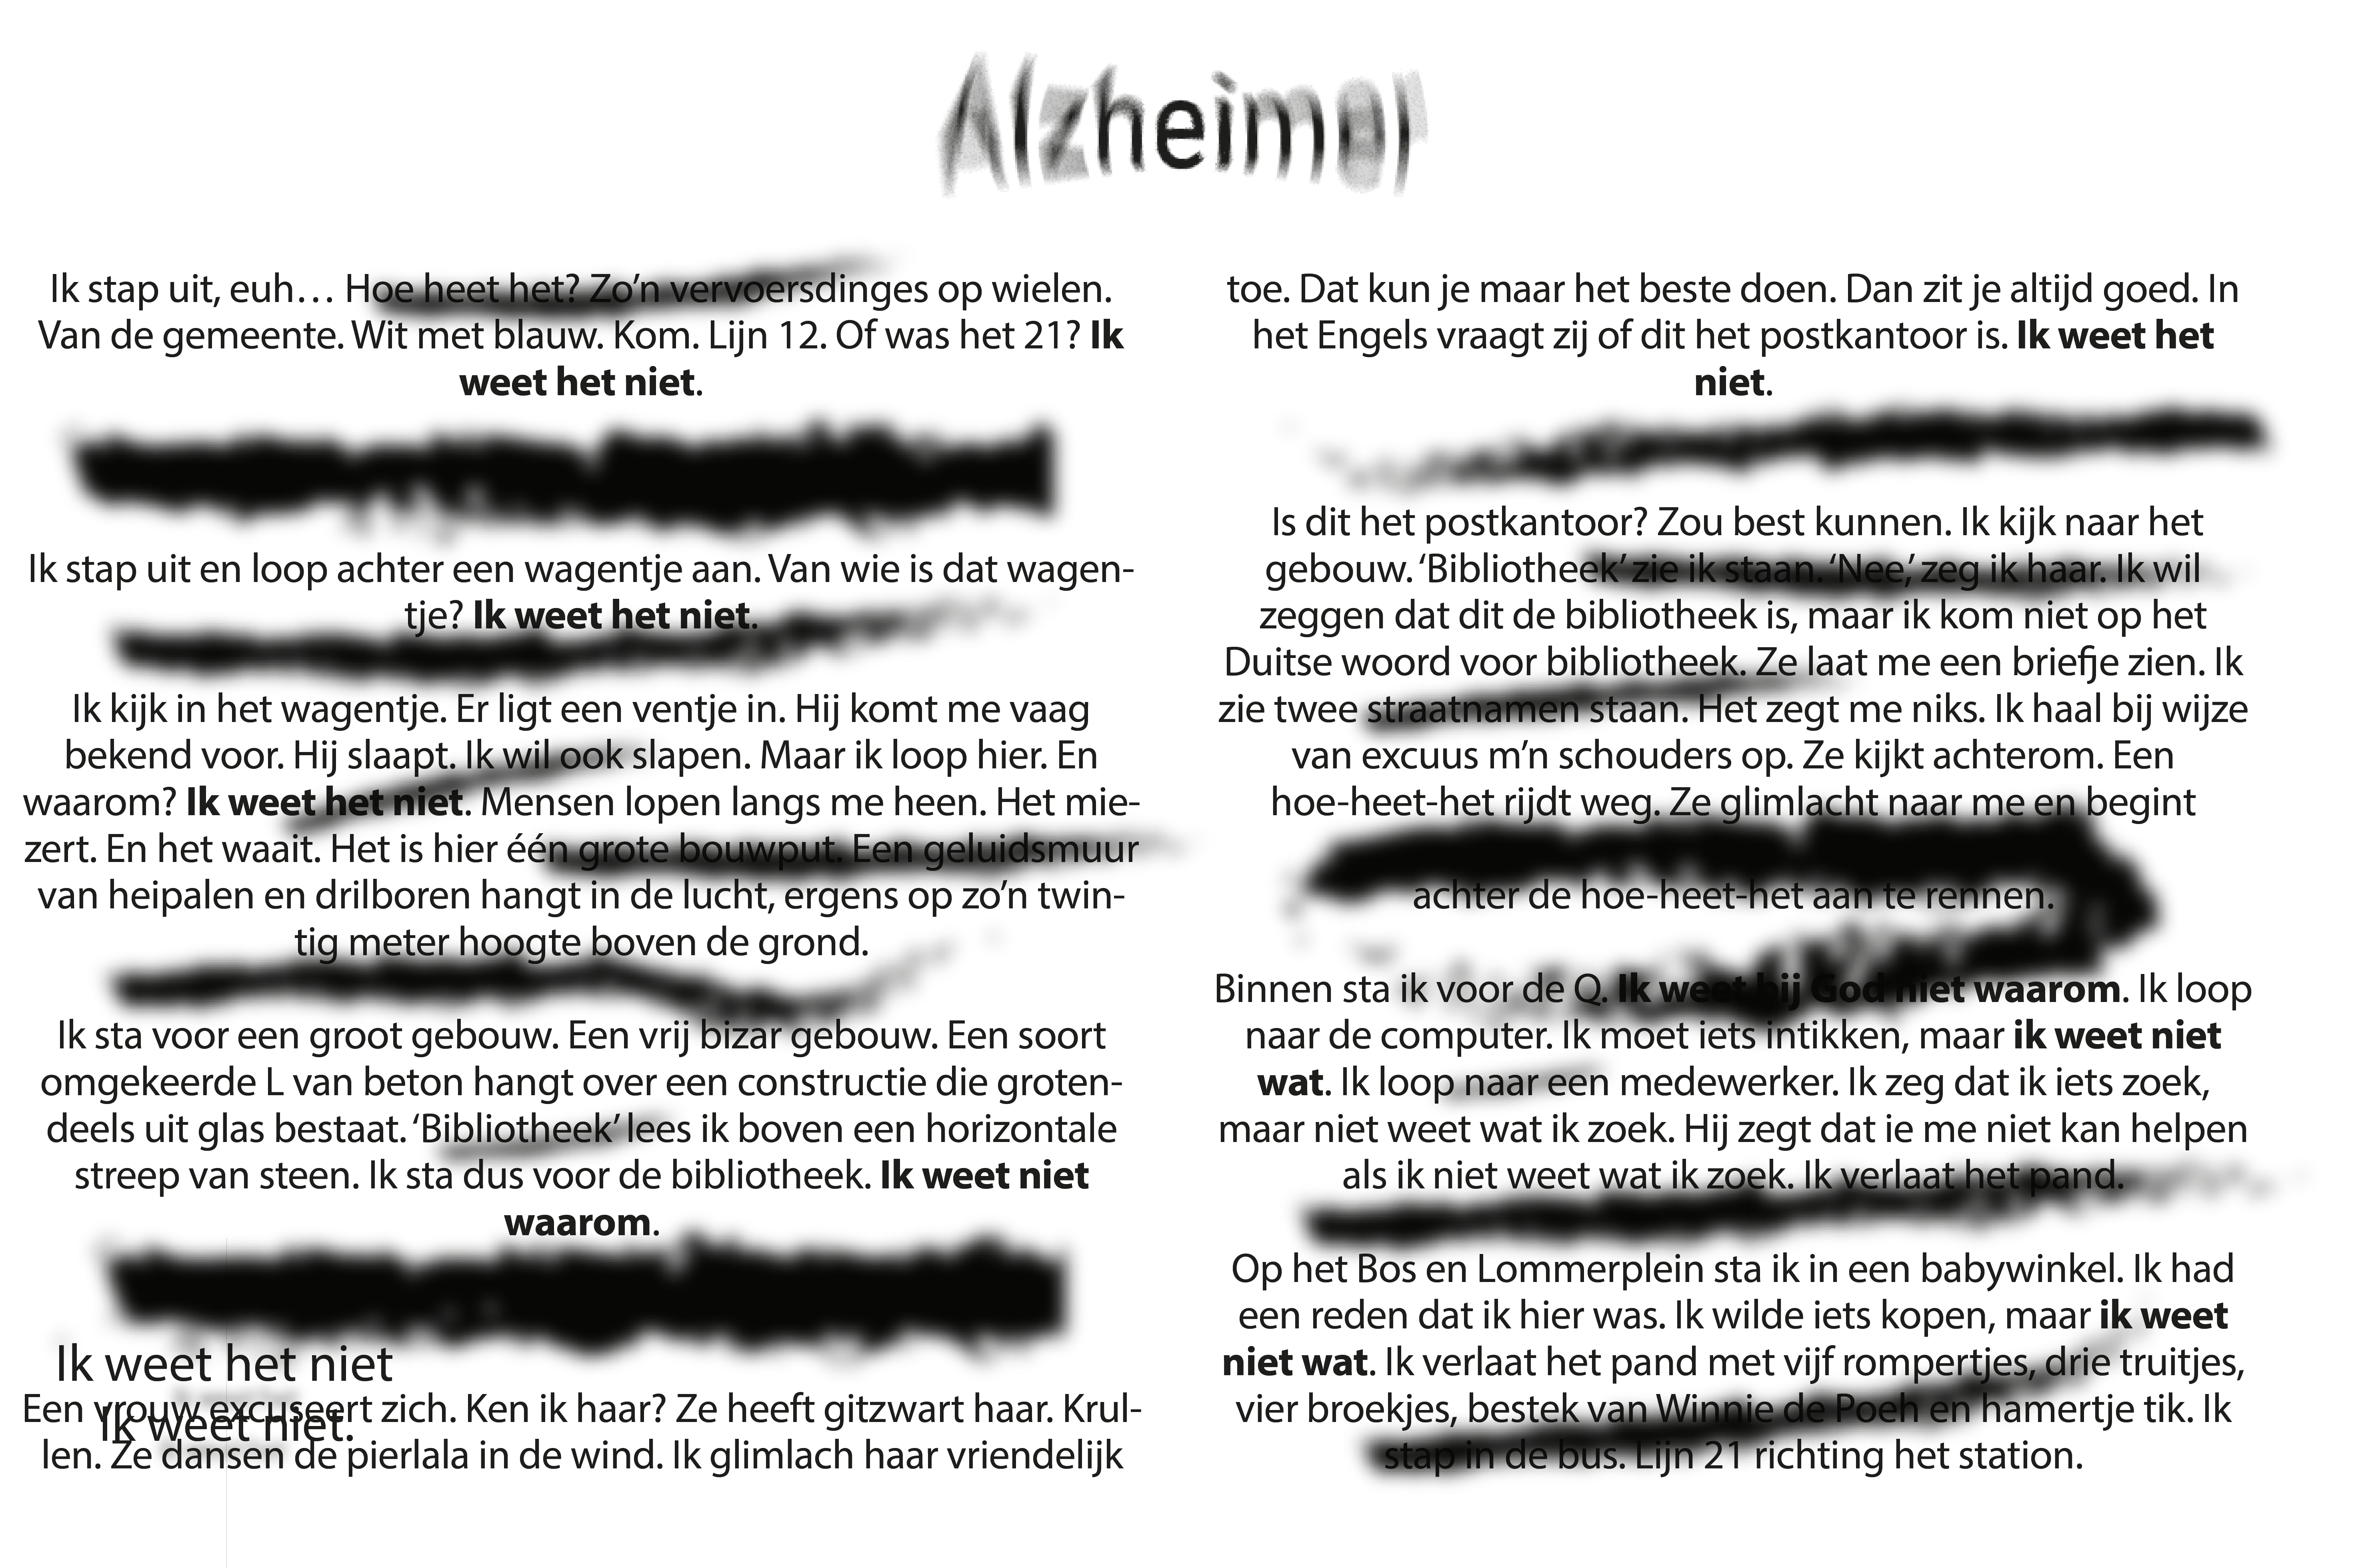 Alzheimer
Ik stap uit, euh… Hoe heet het? Zo’n vervoersdinges op wielen.
Van de gemeente. Wit met blauw. Kom. Lijn 12. Of was het 21? Ik
weet het niet.
Ik stap uit en loop achter een wagentje aan. Van wie is dat wagen-
tje? Ik weet het niet.
Ik kijk in het wagentje. Er ligt een ventje in. Hij komt me vaag
bekend voor. Hij slaapt. Ik wil ook slapen. Maar ik loop hier. En
waarom? Ik weet het niet. Mensen lopen langs me heen. Het mie-
zert. En het waait. Het is hier één grote bouwput. Een geluidsmuur
van heipalen en drilboren hangt in de lucht, ergens op zo’n twin-
tig meter hoogte boven de grond.
Ik sta voor een groot gebouw. Een vrij bizar gebouw. Een soort
omgekeerde L van beton hangt over een constructie die groten-
deels uit glas bestaat. ‘Bibliotheek’ lees ik boven een horizontale
streep van steen. Ik sta dus voor de bibliotheek. Ik weet niet
waarom.
Ik weet het niet
Een vrouw excuseert zich. Ken ik haar? Ze heeft gitzwart haar. Krul-
Ik weet niet.
len. Ze dansen de pierlala in de wind. Ik glimlach haar vriendelijk
toe. Dat kun je maar het beste doen. Dan zit je altijd goed. In
het Engels vraagt zij of dit het postkantoor is. Ik weet het
niet.
Is dit het postkantoor? Zou best kunnen. Ik kijk naar het
gebouw. ‘Bibliotheek’ zie ik staan. ‘Nee,’ zeg ik haar. Ik wil
zeggen dat dit de bibliotheek is, maar ik kom niet op het
Duitse woord voor bibliotheek. Ze laat me een briefje zien. Ik
zie twee straatnamen staan. Het zegt me niks. Ik haal bij wijze
van excuus m’n schouders op. Ze kijkt achterom. Een
hoe-heet-het rijdt weg. Ze glimlacht naar me en begint
achter de hoe-heet-het aan te rennen.
Binnen sta ik voor de Q. Ik weet bij God niet waarom. Ik loop
naar de computer. Ik moet iets intikken, maar ik weet niet
wat. Ik loop naar een medewerker. Ik zeg dat ik iets zoek,
maar niet weet wat ik zoek. Hij zegt dat ie me niet kan helpen
als ik niet weet wat ik zoek. Ik verlaat het pand.
Op het Bos en Lommerplein sta ik in een babywinkel. Ik had
een reden dat ik hier was. Ik wilde iets kopen, maar ik weet
niet wat. Ik verlaat het pand met vijf rompertjes, drie truitjes,
vier broekjes, bestek van Winnie de Poeh en hamertje tik. Ik
stap in de bus. Lijn 21 richting het station.